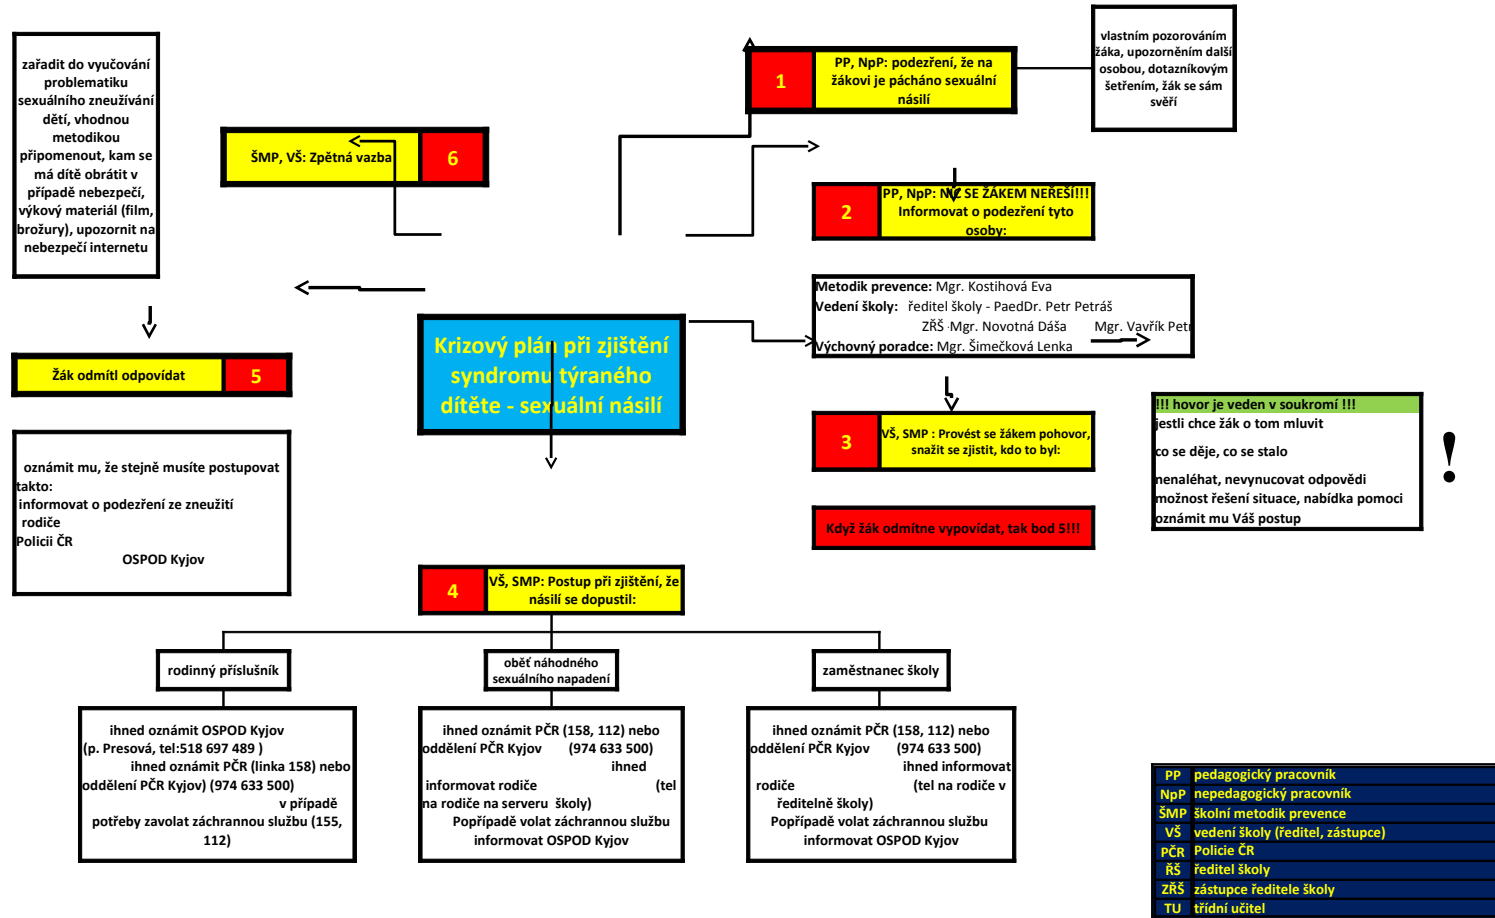 zařadit do vyučování
problematiku
sexuálního zneužívání
dětí, vhodnou
metodikou
připomenout, kam se
má dítě obrátit v
případě nebezpečí,
výkový materiál (film,
brožury), upozornit na
nebezpečí internetu
1
PP, NpP: podezření, že na
žákovi je pácháno sexuální
násilí
vlastním pozorováním
žáka, upozorněním další
osobou, dotazníkovým
šetřením, žák se sám
svěří
ŠMP, VŠ: Zpětná vazba
6
2
PP, NpP: NIC SE ŽÁKEM NEŘEŠÍ!!!
Informovat o podezření tyto
osoby:
Metodik prevence: Mgr. Kostihová Eva
Vedení školy: ředitel školy - PaedDr. Petr Petráš
ZŘŠ -Mgr. Novotná Dáša Mgr. Vavřík Petr
Výchovný poradce: Mgr. Šimečková Lenka
Krizový plán při zjištění
syndromu týraného
dítěte - sexuální násilí
Žák odmítl odpovídat
5
oznámit mu, že stejně musíte postupovat
takto:
informovat o podezření ze zneužití
rodiče
Policii ČR
OSPOD Kyjov
3
VŠ, SMP : Provést se žákem pohovor,
snažit se zjistit, kdo to byl:
Když žák odmítne vypovídat, tak bod 5!!!
!!! hovor je veden v soukromí !!!
jestli chce žák o tom mluvit
co se děje, co se stalo
nenaléhat, nevynucovat odpovědi
možnost řešení situace, nabídka pomoci
oznámit mu Váš postup
!
4
VŠ, SMP: Postup při zjištění, že
násilí se dopustil:
rodinný příslušník
oběť náhodného
sexuálního napadení
zaměstnanec školy
ihned oznámit OSPOD Kyjov
(p. Presová, tel:518 697 489 )
ihned oznámit PČR (linka 158) nebo
oddělení PČR Kyjov) (974 633 500)
v případě
potřeby zavolat záchrannou službu (155,
112)
ihned oznámit PČR (158, 112) nebo
oddělení PČR Kyjov (974 633 500)
ihned
informovat rodiče (tel
na rodiče na serveru školy)
Popřípadě volat záchrannou službu
informovat OSPOD Kyjov
ihned oznámit PČR (158, 112) nebo
oddělení PČR Kyjov (974 633 500)
ihned informovat
rodiče (tel na rodiče v
ředitelně školy)
Popřípadě volat záchrannou službu
informovat OSPOD Kyjov
PP pedagogický pracovník
NpP nepedagogický pracovník
ŠMP školní metodik prevence
VŠ vedení školy (ředitel, zástupce)
PČR Policie ČR
ŘŠ ředitel školy
ZŘŠ zástupce ředitele školy
TU třídní učitel